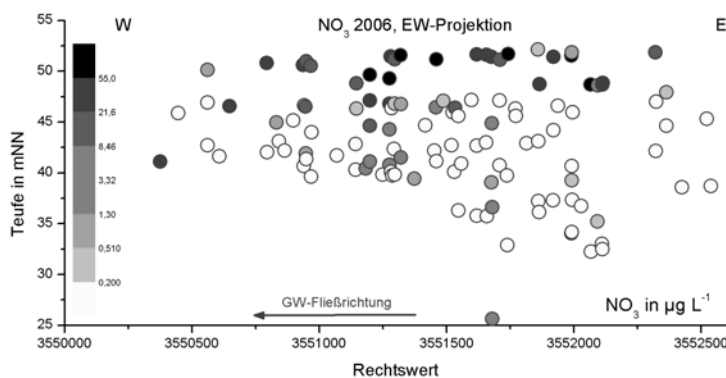 W NO₃ 2006, EW-Projektion E
55
50
45
40
35
30
25
Teufe in mNN
55,0
21,6
8,46
3,32
1,30
0,510
0,200
GW-Fließrichtung
NO₃ in µg L⁻¹
3550000 3550500 3551000 3551500 3552000 3552500
Rechtswert